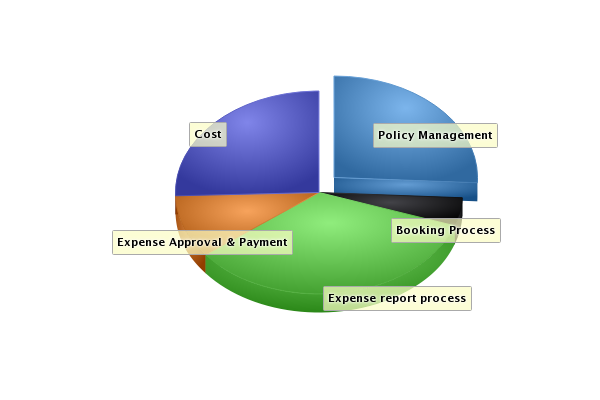 Cost
Policy Management
Booking Process
Expense Approval & Payment
Expense report process